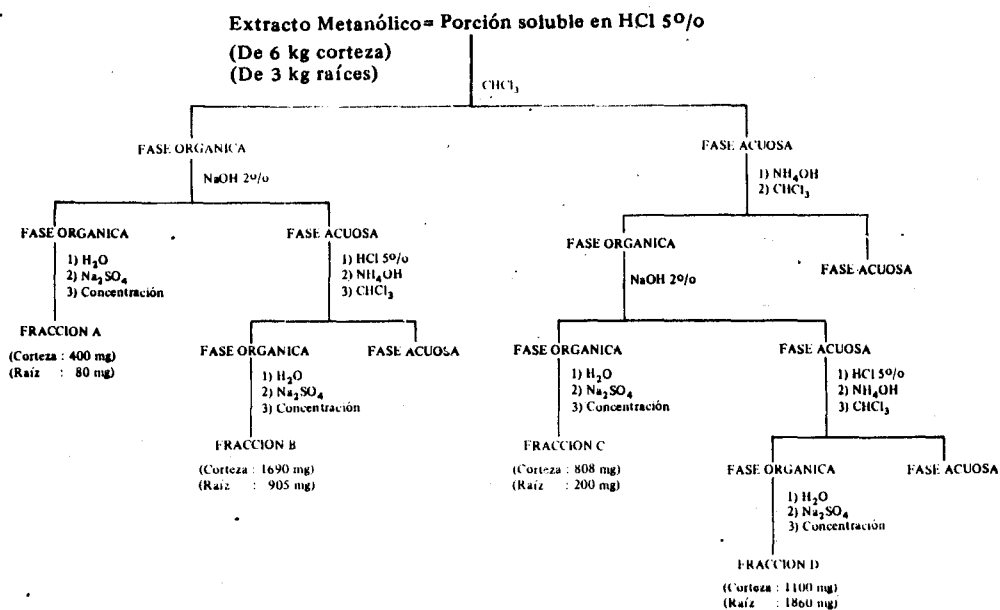 Extracto Metanólico= Porción soluble en HCl 5º/o
(De 6 kg corteza)
(De 3 kg raíces)
CHCl₃
FASE ORGANICA
FASE ACUOSA
NaOH 2º/o
1) NH₄OH
2) CHCl₃
FASE ORGANICA
FASE ACUOSA
FASE ORGANICA
FASE ACUOSA
1) H₂O
2) Na₂SO₄
3) Concentración
1) HCl 5º/o
2) NH₄OH
3) CHCl₃
NaOH 2º/o
FRACCION A
(Corteza : 400 mg)
(Raíz : 80 mg)
FASE ORGANICA
FASE ACUOSA
FASE ORGANICA
FASE ACUOSA
1) H₂O
2) Na₂SO₄
3) Concentración
1) H₂O
2) Na₂SO₄
3) Concentración
1) HCl 5º/o
2) NH₄OH
3) CHCl₃
FRACCION B
(Corteza : 1690 mg)
(Raíz : 905 mg)
FRACCION C
(Corteza : 808 mg)
(Raíz : 200 mg)
FASE ORGANICA
FASE ACUOSA
1) H₂O
2) Na₂SO₄
3) Concentración
FRACCION D
(Corteza : 1100 mg)
(Raíz : 1860 mg)